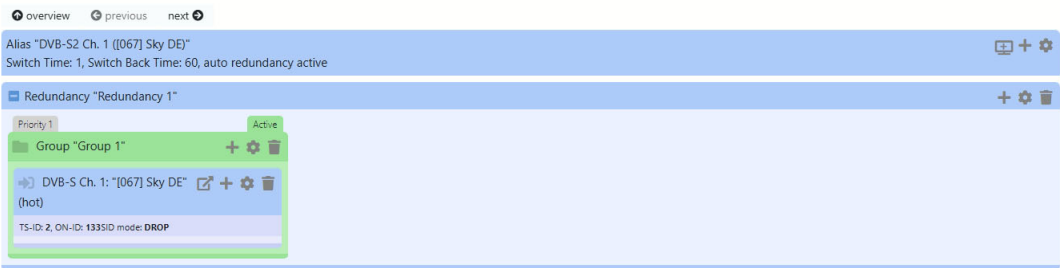 overview previous next
Alias "DVB-S2 Ch. 1 ([067] Sky DE)"
Switch Time: 1, Switch Back Time: 60, auto redundancy active
Redundancy "Redundancy 1"
Priority 1 Active
Group "Group 1"
DVB-S Ch. 1: "[067] Sky DE"
(hot)
TS-ID: 2, ON-ID: 133SID mode: DROP